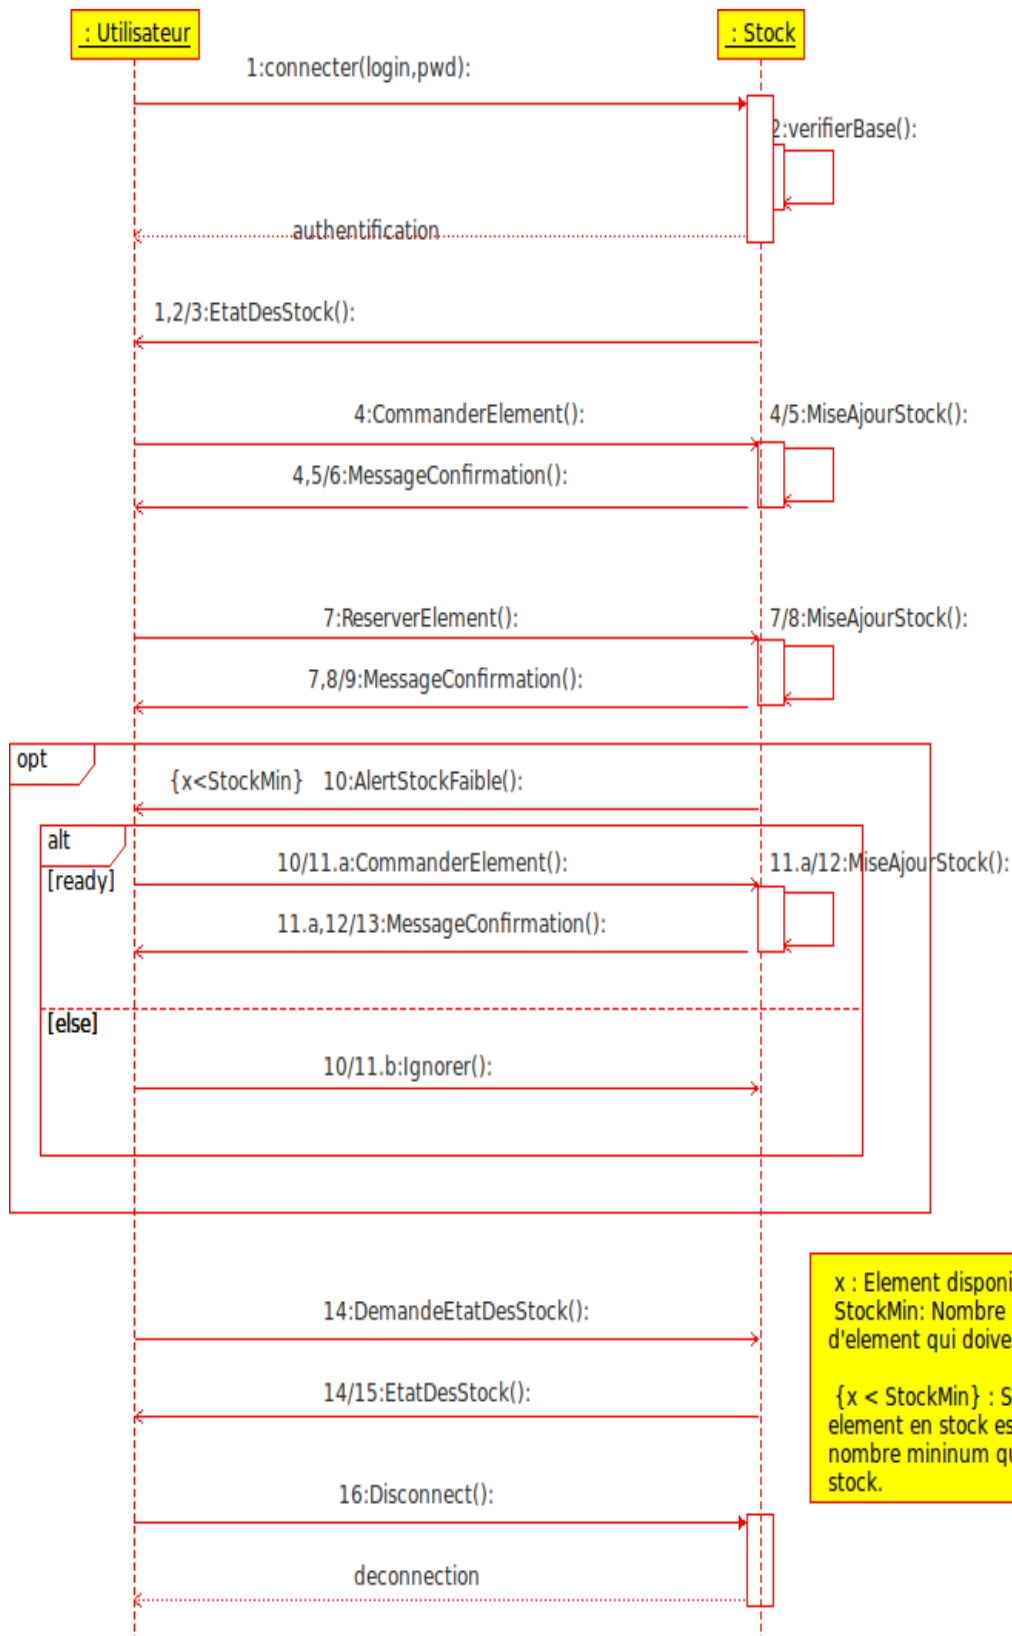 : Utilisateur
: Stock
1:connecter(login,pwd):
2:verifierBase():
authentification
1,2/3:EtatDesStock():
4:CommanderElement():
4/5:MiseAjourStock():
4,5/6:MessageConfirmation():
7:ReserverElement():
7/8:MiseAjourStock():
7,8/9:MessageConfirmation():
opt
{x<StockMin} 10:AlertStockFaible():
alt
10/11.a:CommanderElement():
11.a/12:MiseAjourStock():
[ready]
11.a,12/13:MessageConfirmation():
[else]
10/11.b:Ignorer():
14:DemandeEtatDesStock():
x : Element disponi
StockMin: Nombre
d'element qui doive
{x < StockMin} : S
element en stock es
nombre mininum qu
stock.
14/15:EtatDesStock():
16:Disconnect():
deconnection